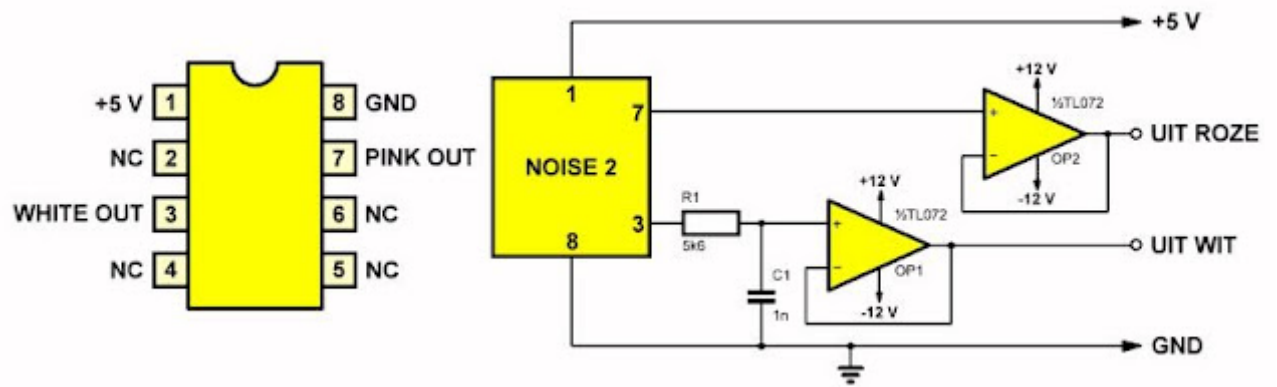 +5 V 1
8 GND
NC 2
7 PINK OUT
WHITE OUT 3
6 NC
NC 4
5 NC
+5 V
1
7
NOISE 2
3
8
R1
5k6
C1
1n
+12 V
½TL072
+
-
OP1
-12 V
+12 V
½TL072
+
-
OP2
-12 V
UIT ROZE
UIT WIT
GND